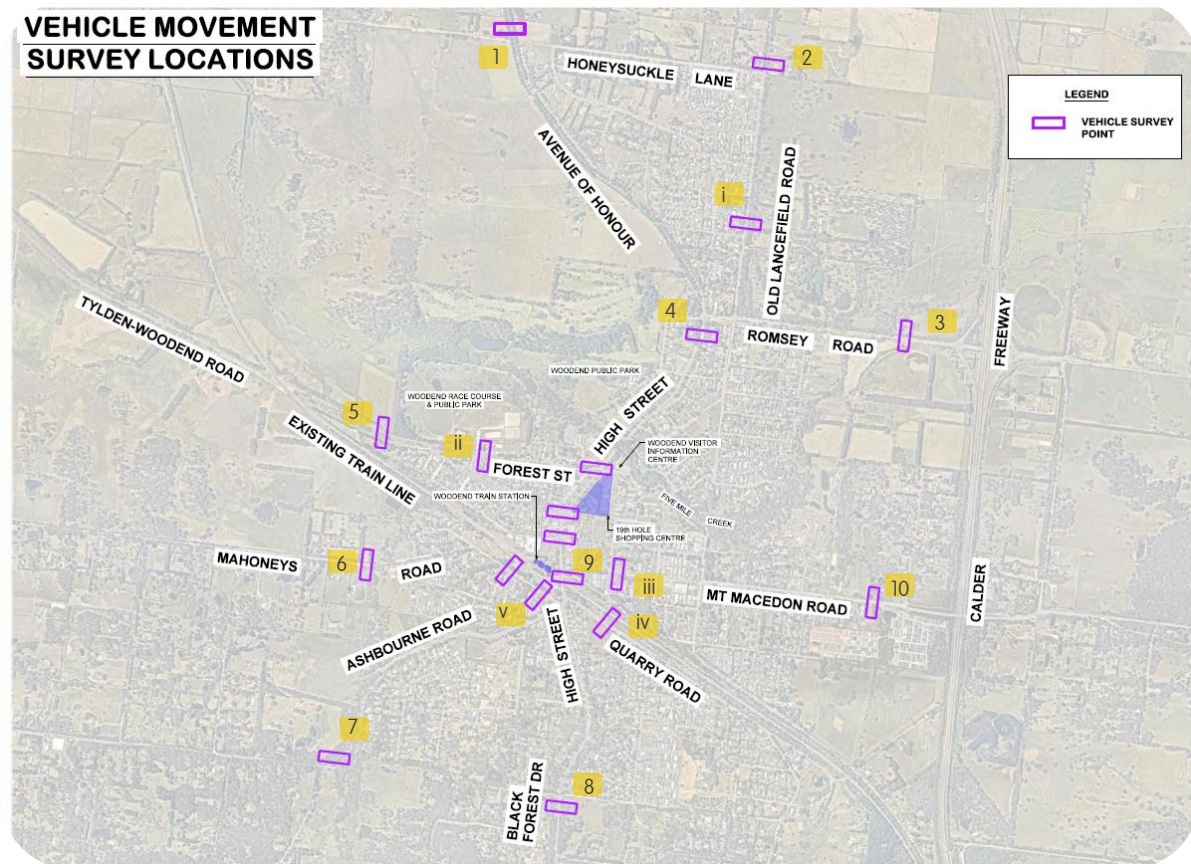 VEHICLE MOVEMENT
SURVEY LOCATIONS
1
2
HONEYSUCKLE LANE
LEGEND
VEHICLE SURVEY
POINT
AVENUE OF HONOUR
i
OLD LANCEFIELD ROAD
TYLDEN-WOODEND ROAD
4
3
ROMSEY ROAD
FREEWAY
WOODEND PUBLIC PARK
WOODEND RACE COURSE
& PUBLIC PARK
HIGH STREET
5
ii
EXISTING TRAIN LINE
WOODEND VISITOR
INFORMATION
CENTRE
FOREST ST
WOODEND TRAIN STATION
FIVE MILE CREEK
19th HOLE
SHOPPING CENTRE
MAHONEYS ROAD
6
9
iii
10
MT MACEDON ROAD
CALDER
v
iv
ASHBOURNE ROAD
HIGH STREET
QUARRY ROAD
7
8
BLACK
FOREST DR